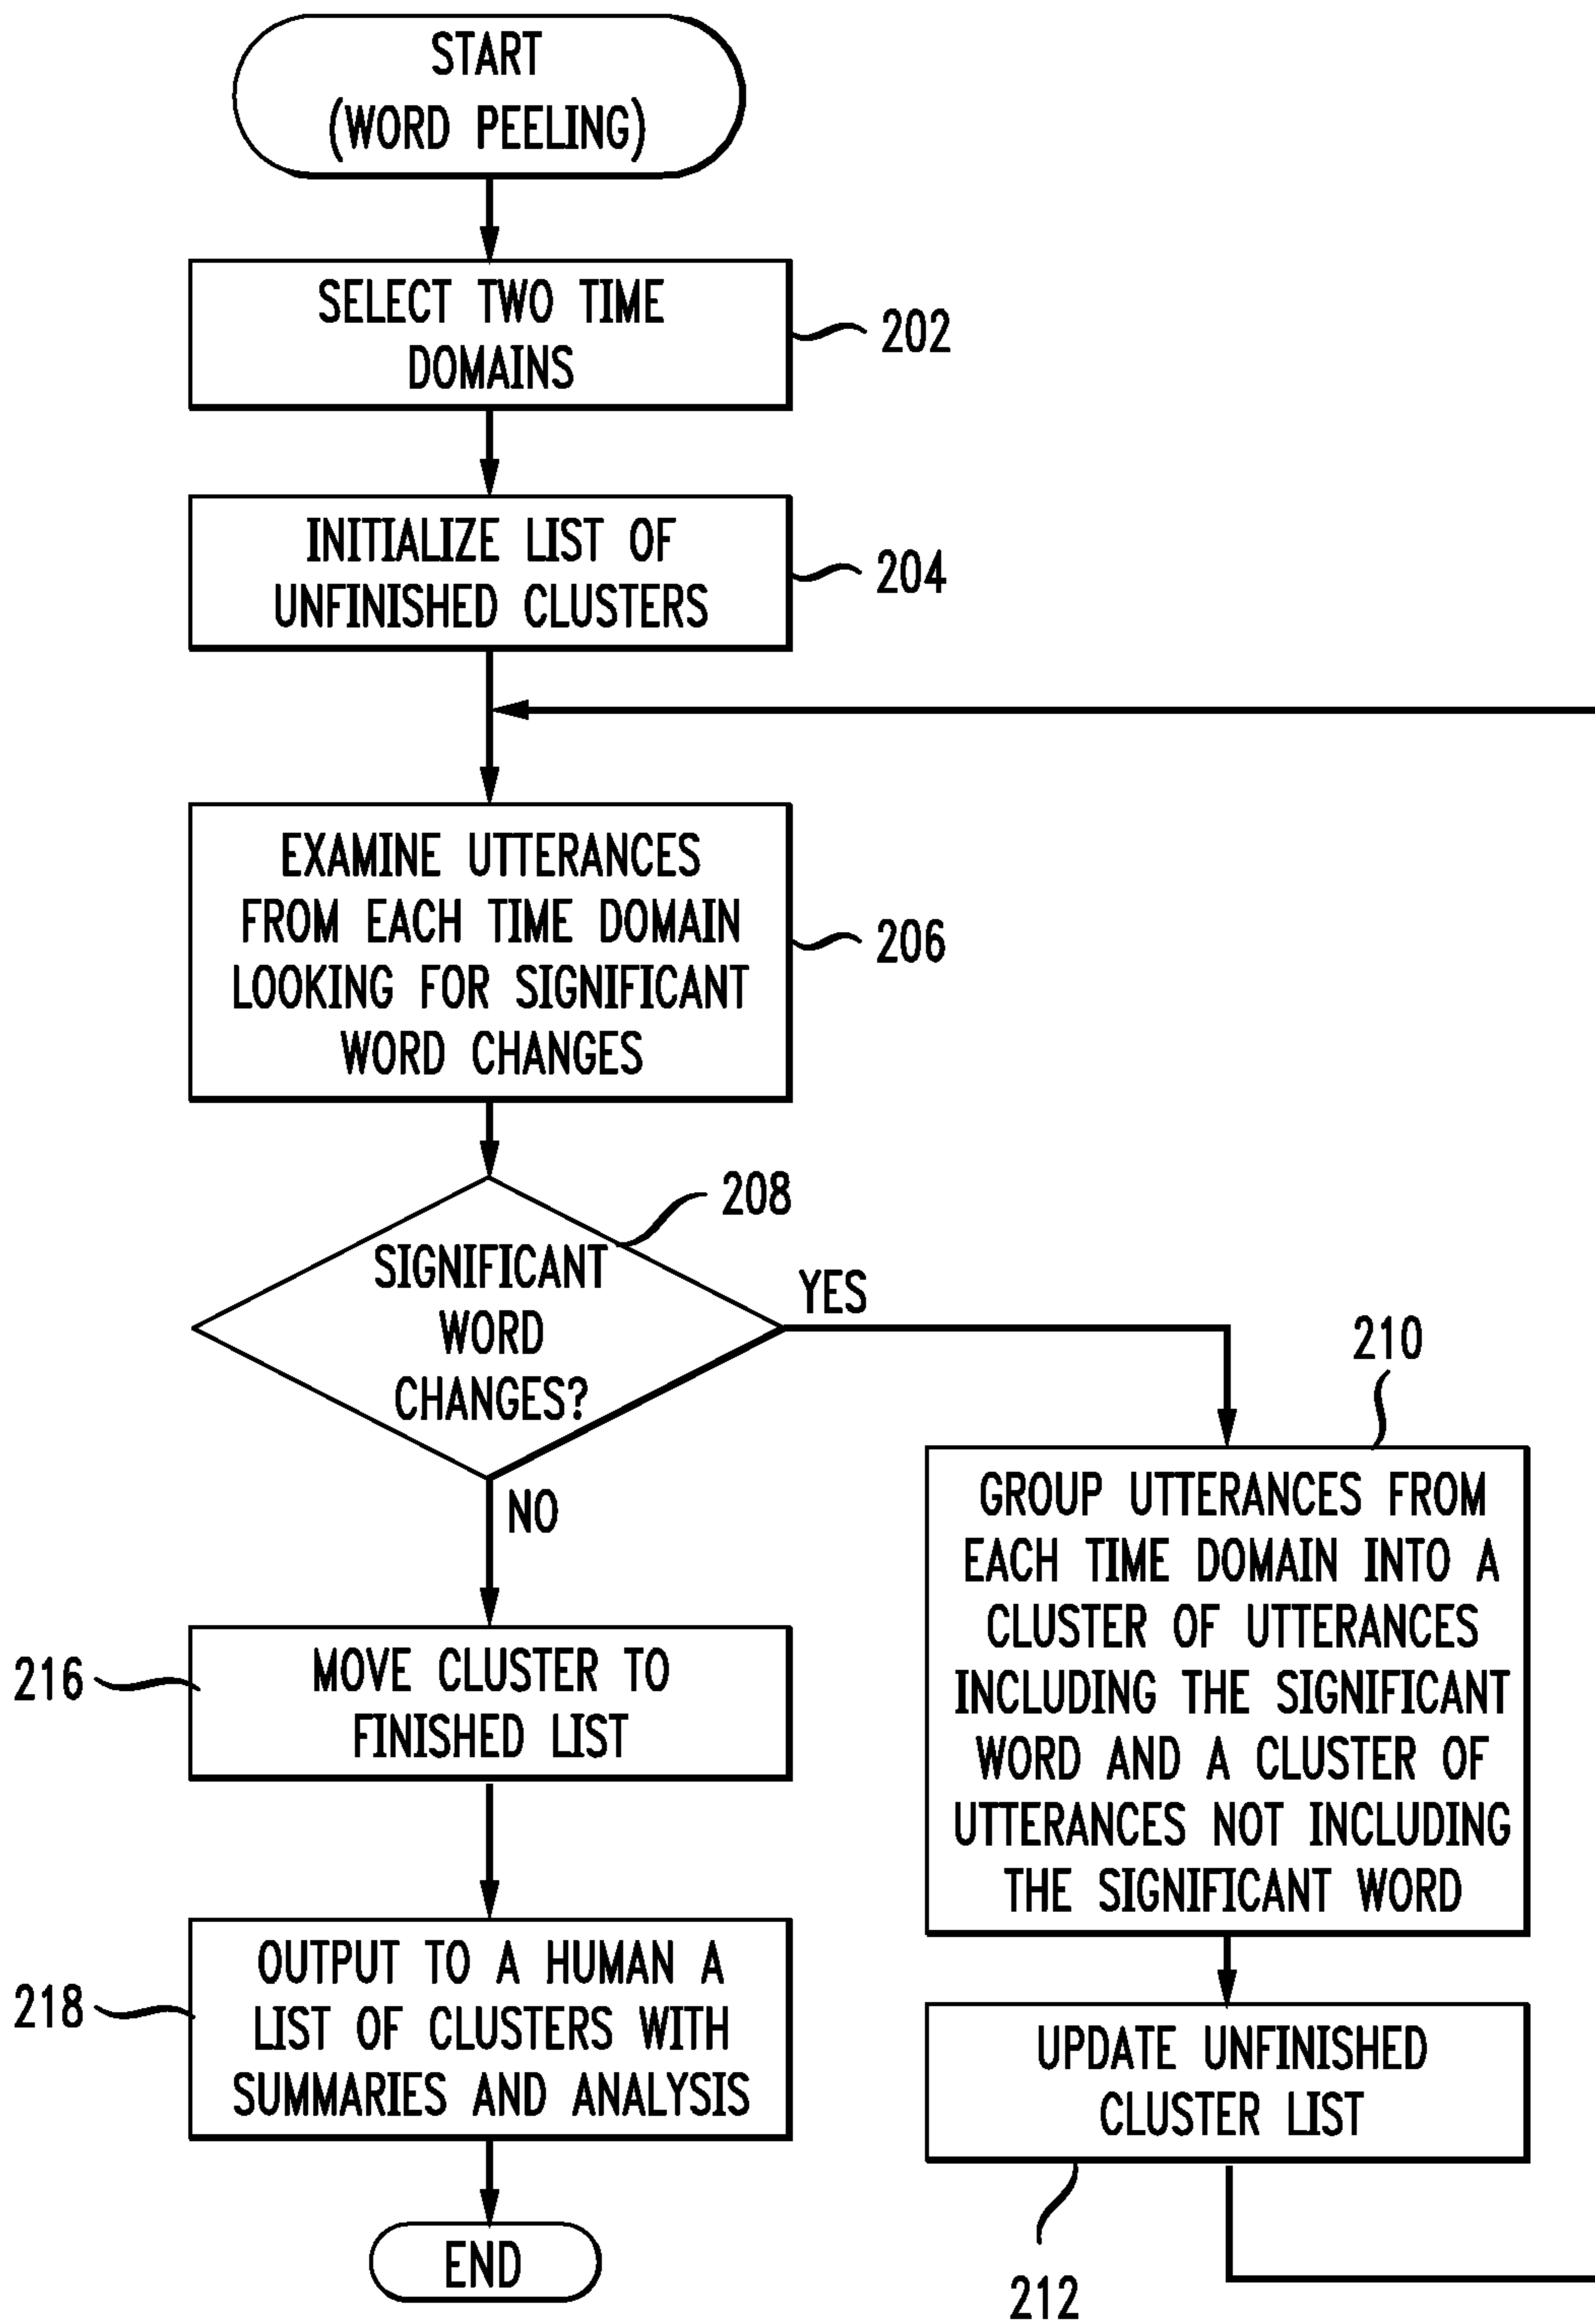 START
(WORD PEELING)
SELECT TWO TIME
DOMAINS
202
INITIALIZE LIST OF
UNFINISHED CLUSTERS
204
EXAMINE UTTERANCES
FROM EACH TIME DOMAIN
LOOKING FOR SIGNIFICANT
WORD CHANGES
206
208
SIGNIFICANT
WORD
CHANGES?
YES
NO
210
GROUP UTTERANCES FROM
EACH TIME DOMAIN INTO A
CLUSTER OF UTTERANCES
INCLUDING THE SIGNIFICANT
WORD AND A CLUSTER OF
UTTERANCES NOT INCLUDING
THE SIGNIFICANT WORD
216
MOVE CLUSTER TO
FINISHED LIST
218
OUTPUT TO A HUMAN A
LIST OF CLUSTERS WITH
SUMMARIES AND ANALYSIS
UPDATE UNFINISHED
CLUSTER LIST
212
END